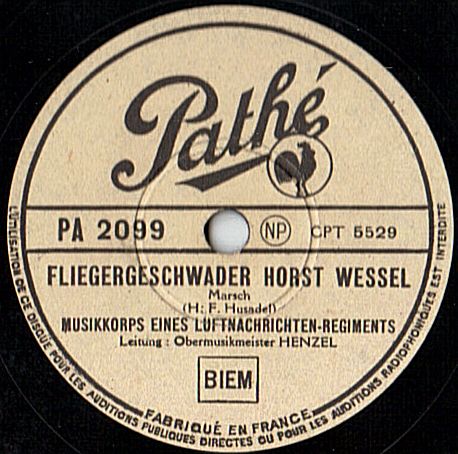 Pathé
PA 2099
NP
CPT 5529
FLIEGERGESCHWADER HORST WESSEL
Marsch
(H. F. Husadel)
MUSIKKORPS EINES LUFTNACHRICHTEN-REGIMENTS
Leitung : Obermusikmeister HENZEL
BIEM
FABRIQUÉ EN FRANCE
L'UTILISATION DE CE DISQUE POUR LES AUDITIONS PUBLIQUES DIRECTES OU POUR LES AUDITIONS RADIOPHONIQUES EST INTERDITE